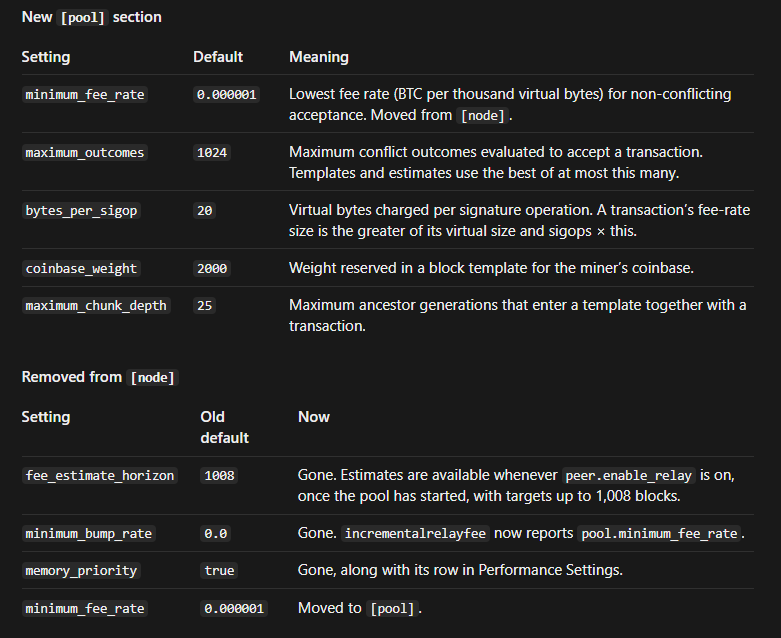 New [pool] section
Setting Default Meaning
minimum_fee_rate 0.000001 Lowest fee rate (BTC per thousand virtual bytes) for non-conflicting
acceptance. Moved from [node].
maximum_outcomes 1024 Maximum conflict outcomes evaluated to accept a transaction.
Templates and estimates use the best of at most this many.
bytes_per_sigop 20 Virtual bytes charged per signature operation. A transaction's fee-rate
size is the greater of its virtual size and sigops × this.
coinbase_weight 2000 Weight reserved in a block template for the miner's coinbase.
maximum_chunk_depth 25 Maximum ancestor generations that enter a template together with a
transaction.
Removed from [node]
Setting Old Now
default
fee_estimate_horizon 1008 Gone. Estimates are available whenever peer.enable_relay is on,
once the pool has started, with targets up to 1,008 blocks.
minimum_bump_rate 0.0 Gone. incrementalrelayfee now reports pool.minimum_fee_rate.
memory_priority true Gone, along with its row in Performance Settings.
minimum_fee_rate 0.000001 Moved to [pool].